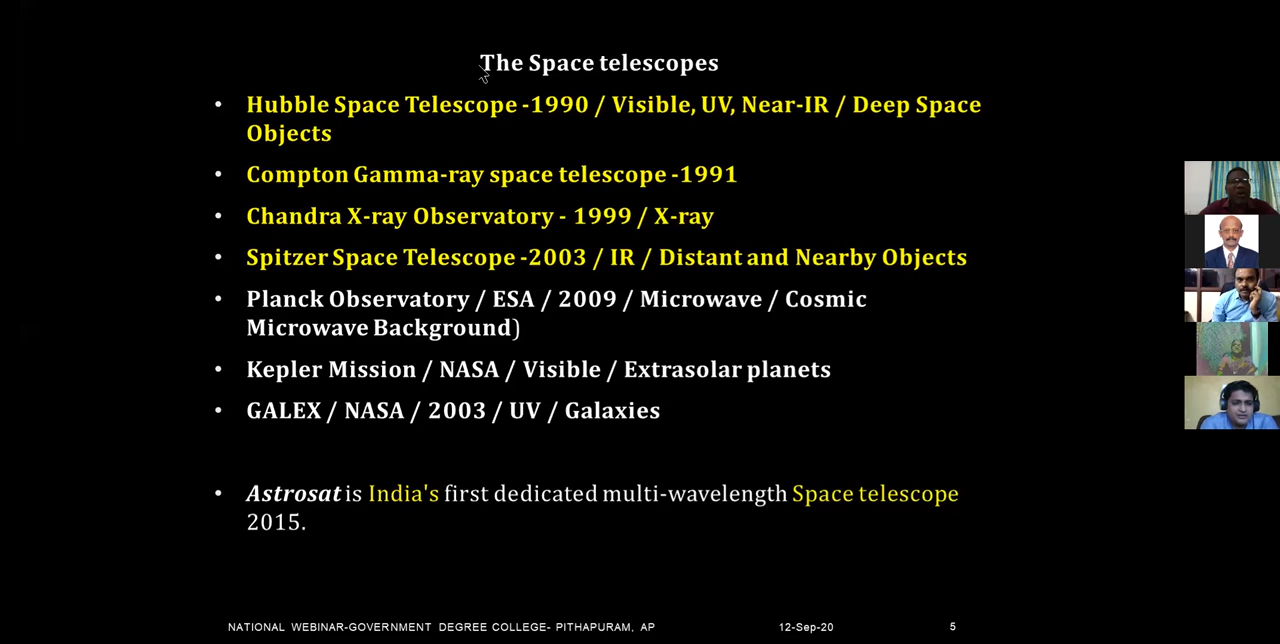 The Space telescopes
• Hubble Space Telescope -1990 / Visible, UV, Near-IR / Deep Space
Objects
• Compton Gamma-ray space telescope -1991
• Chandra X-ray Observatory - 1999 / X-ray
• Spitzer Space Telescope -2003 / IR / Distant and Nearby Objects
• Planck Observatory / ESA / 2009 / Microwave / Cosmic
Microwave Background)
• Kepler Mission / NASA / Visible / Extrasolar planets
• GALEX / NASA / 2003 / UV / Galaxies
• Astrosat is India's first dedicated multi-wavelength Space telescope
2015.
NATIONAL WEBINAR-GOVERNMENT DEGREE COLLEGE- PITHAPURAM, AP 12-Sep-20 5